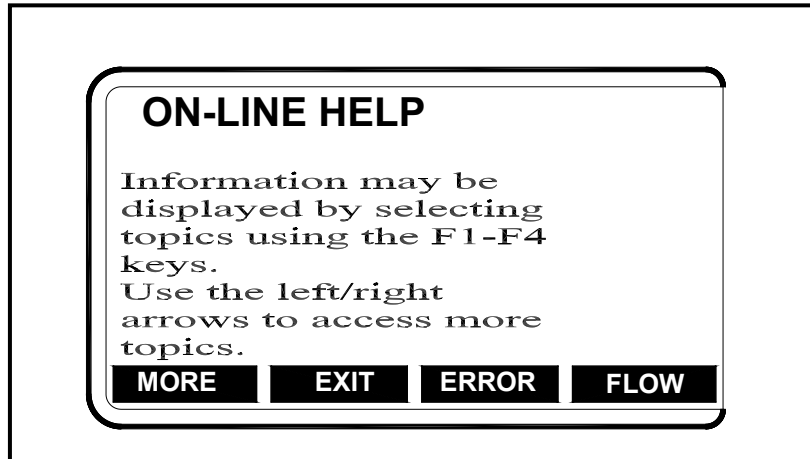 ON-LINE HELP
Information may be
displayed by selecting
topics using the F1-F4
keys.
Use the left/right
arrows to access more
topics.
MORE EXIT ERROR FLOW